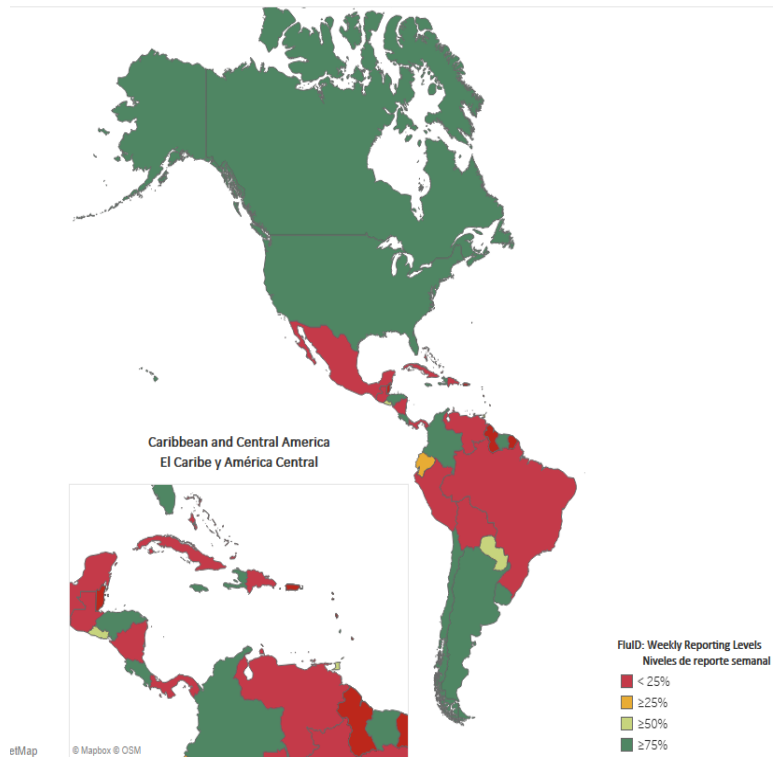 Caribbean and Central America
El Caribe y América Central
FluID: Weekly Reporting Levels
Niveles de reporte semanal
< 25%
≥25%
≥50%
≥75%
etMap
© Mapbox © OSM